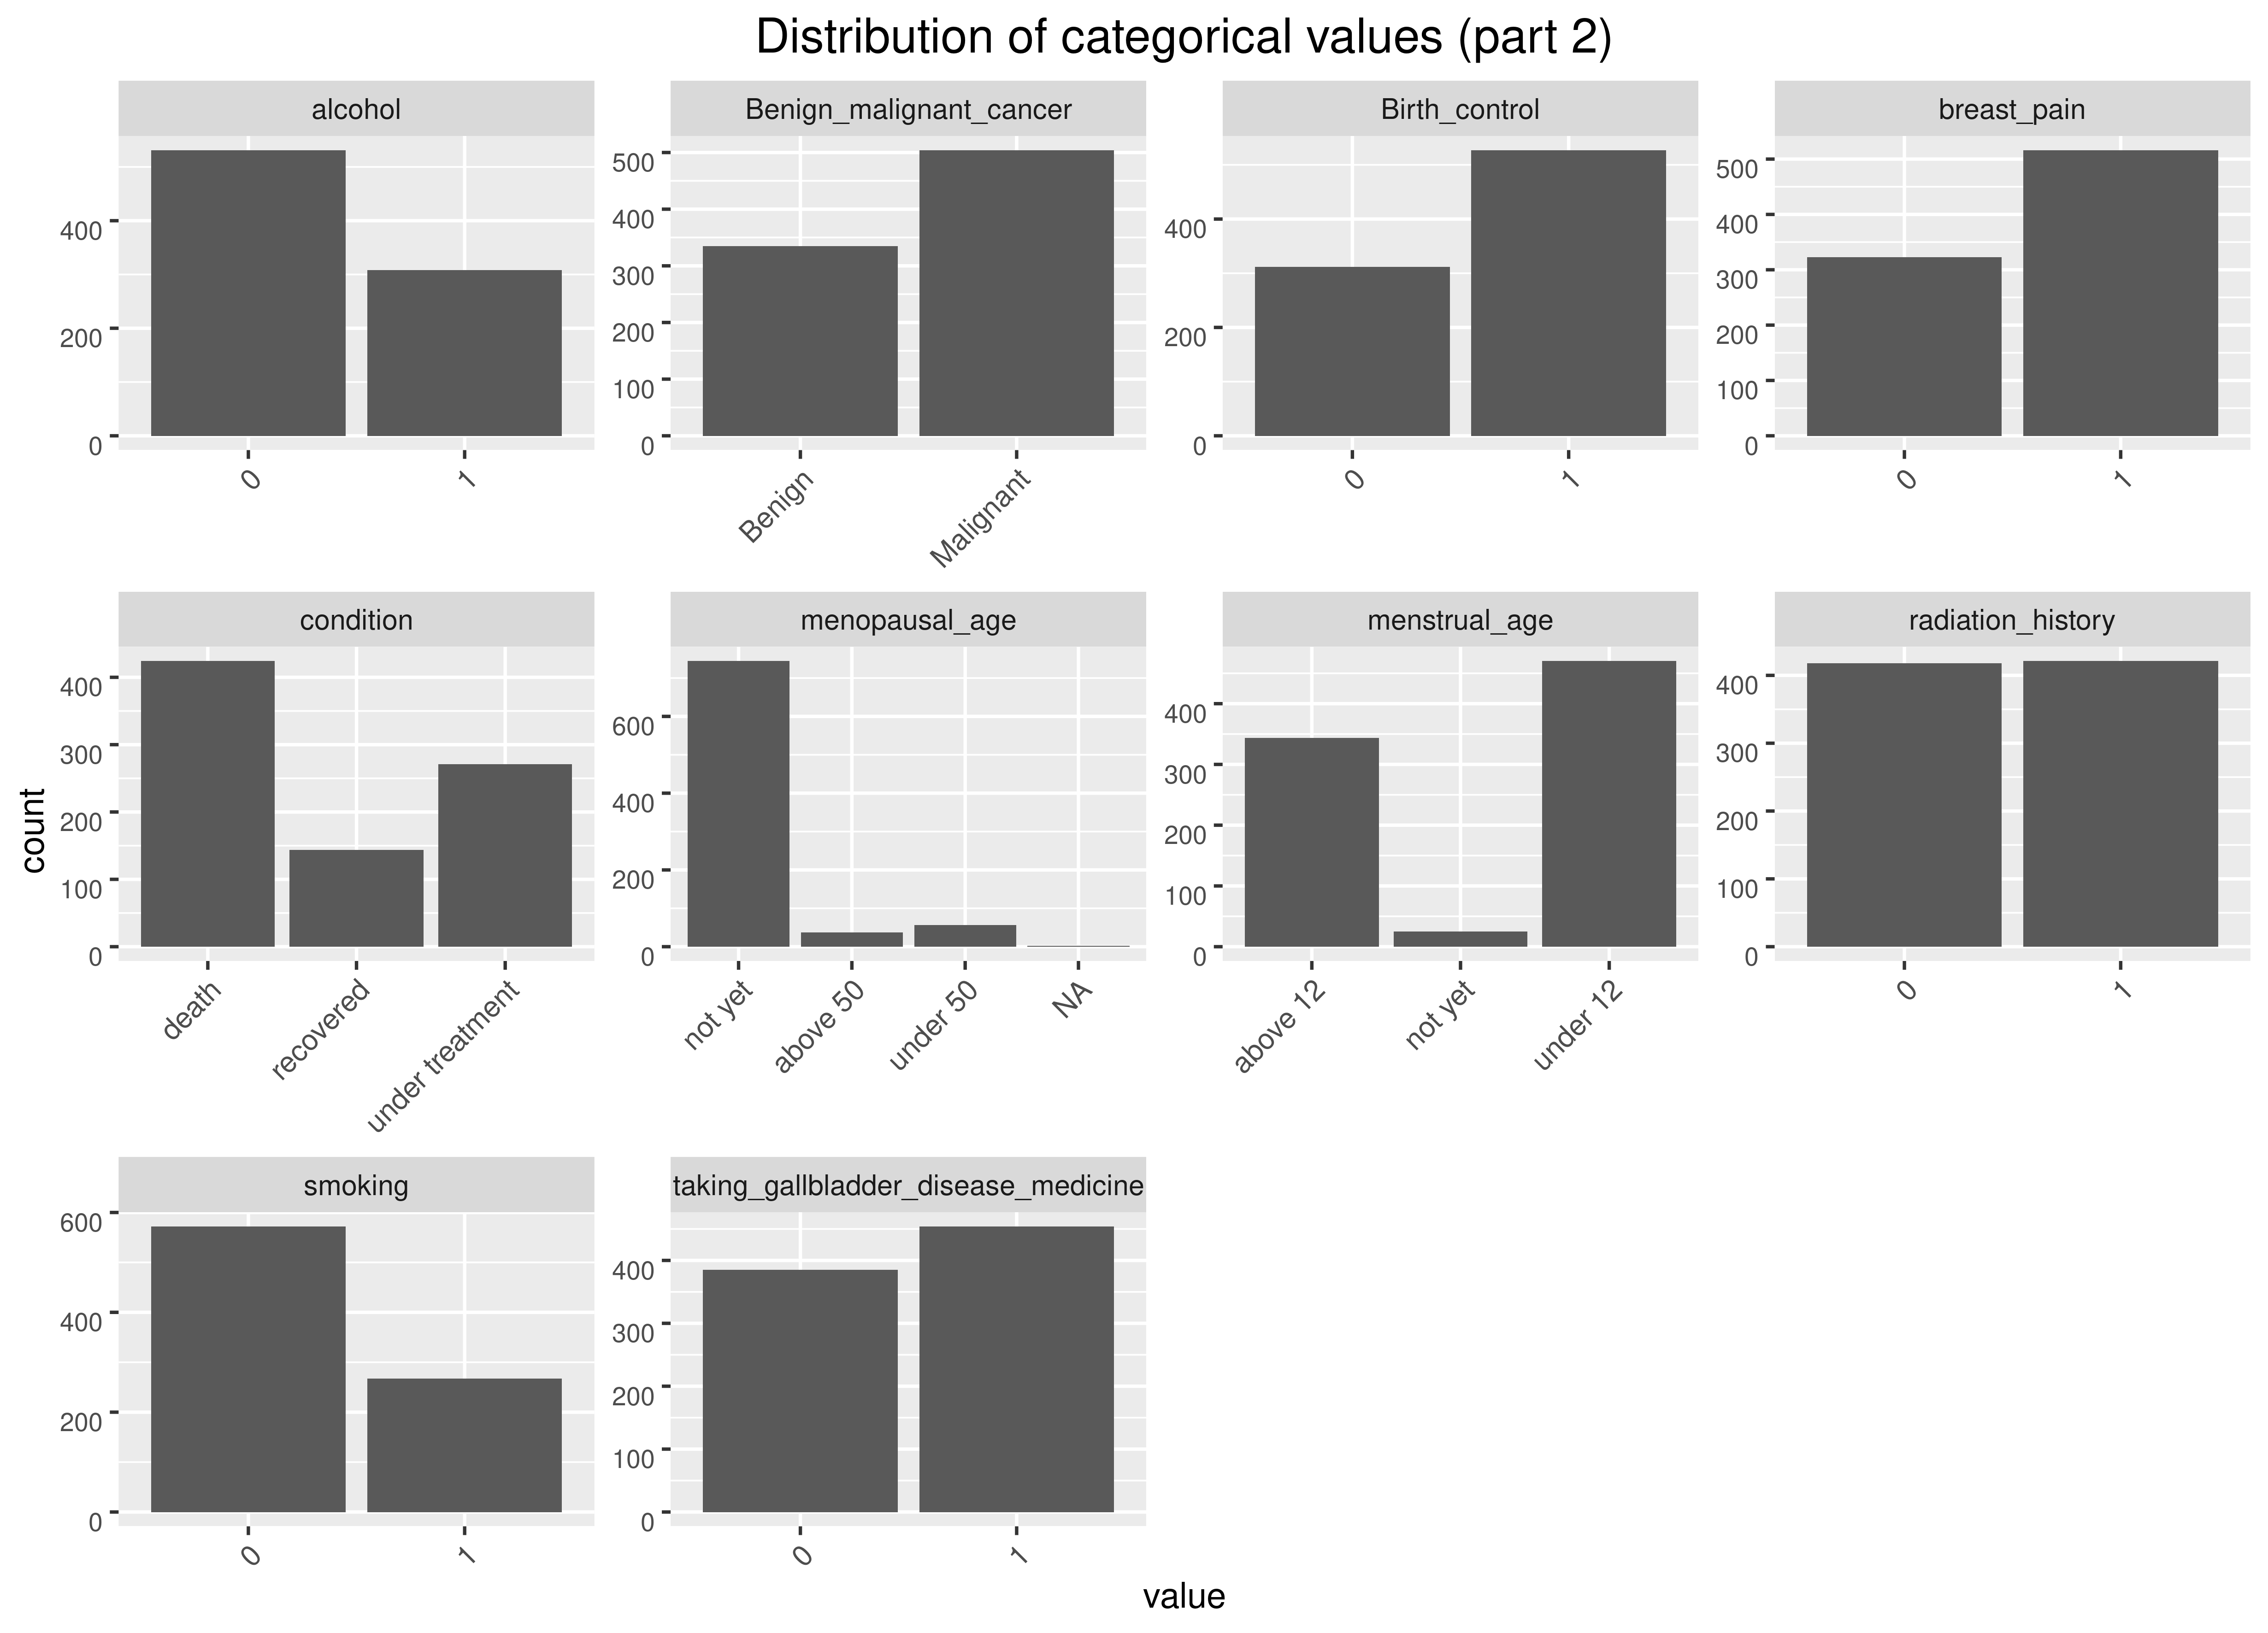 Distribution of categorical values (part 2)
alcohol
Benign_malignant_cancer
Birth_control
breast_pain
400
200
0
500
400
300
200
100
0
400
200
0
500
400
300
200
100
0
0
1
Benign
Malignant
0
1
0
1
condition
menopausal_age
menstrual_age
radiation_history
count
400
300
200
100
0
600
400
200
0
400
300
200
100
0
400
300
200
100
0
death
recovered
under treatment
not yet
above 50
under 50
NA
above 12
not yet
under 12
0
1
smoking
taking_gallbladder_disease_medicine
600
400
200
0
400
300
200
100
0
0
1
0
1
value